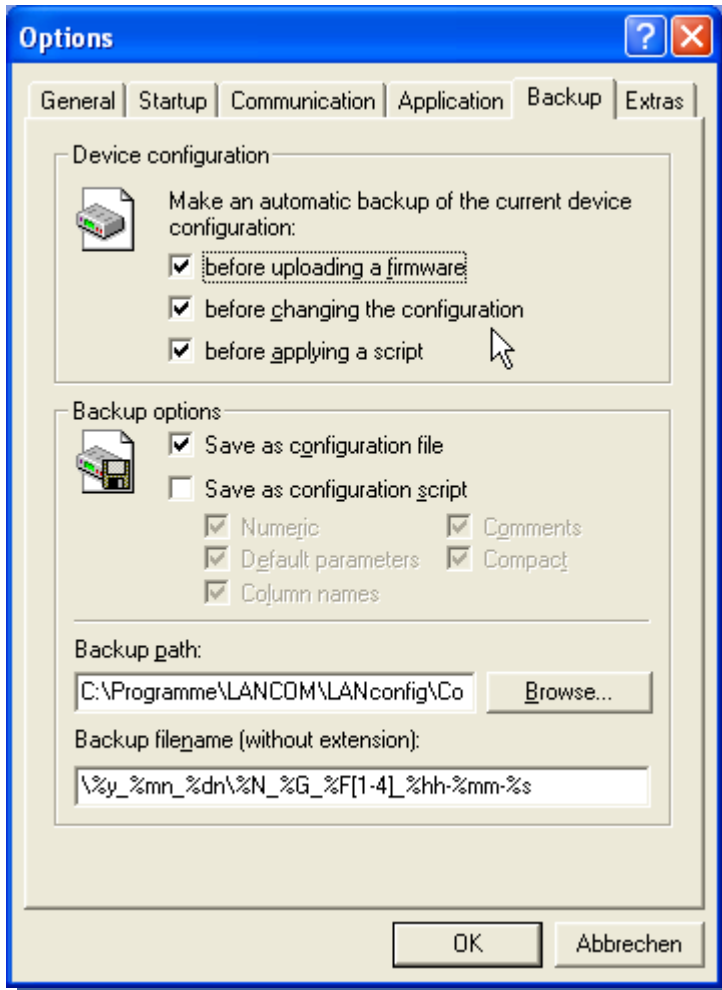 Options
General Startup Communication Application Backup Extras
Device configuration
Make an automatic backup of the current device
configuration:
before uploading a firmware
before changing the configuration
before applying a script
Backup options
Save as configuration file
Save as configuration script
Numeric Comments
Default parameters Compact
Column names
Backup path:
C:\Programme\LANCOM\LANconfig\Co Browse...
Backup filename (without extension):
\%y_%mn_%dn\%N_%G_%F[1-4]_%hh-%mm-%s
OK Abbrechen